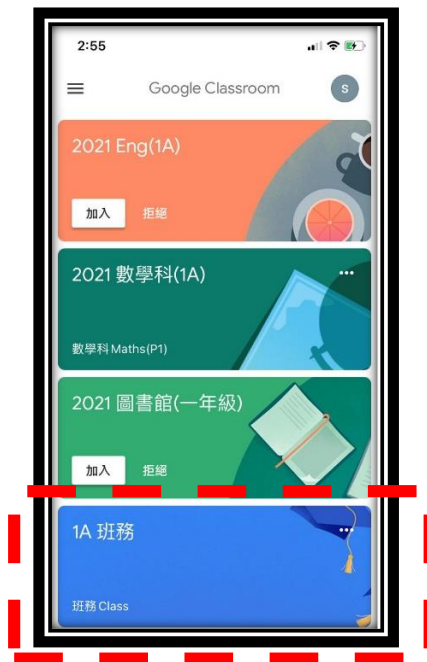 2:55
Google Classroom
S
2021 Eng(1A)
加入 拒絕
2021 數學科(1A)
數學科 Maths(P1)
2021 圖書館(一年級)
加入 拒絕
1A 班務
班務 Class